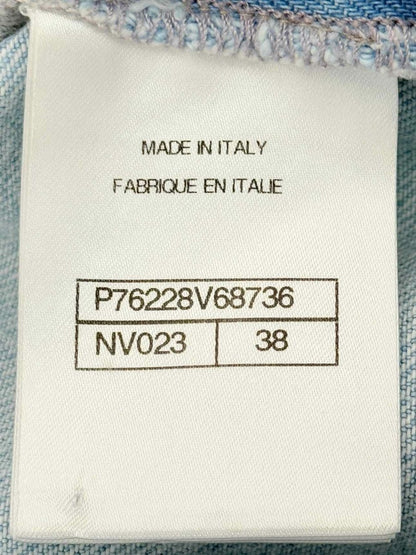 MADE IN ITALY
FABRIQUE EN ITALIE
P76228V68736
NV023 38